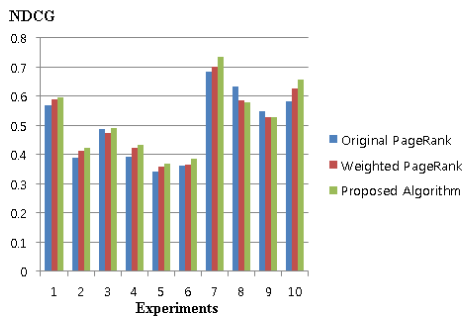 NDCG
0.8
0.7
0.6
0.5
0.4
0.3
0.2
0.1
0
1 2 3 4 5 6 7 8 9 10
Experiments
Original PageRank
Weighted PageRank
Proposed Algorithm